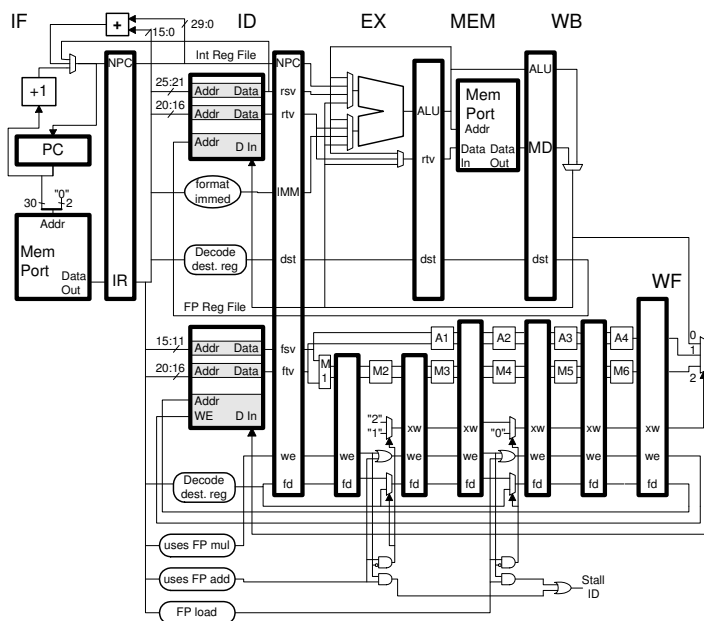 IF
ID
EX
MEM
WB
+
29:0
15:0
Int Reg File
NPC
NPC
+1
PC
25:21
20:16
Addr Data
Addr Data
Addr
D In
rsv
rtv
ALU
rtv
Mem
Port
Addr
Data
In
Data
Out
ALU
MD
30
"0"
2
Addr
Mem
Port
Data
Out
format
immed
IMM
IR
Decode
dest. reg
dst
dst
dst
FP Reg File
WF
15:11
20:16
Addr Data
Addr Data
Addr
WE D In
fsv
ftv
M
1
M2
A1
M3
A2
M4
A3
M5
A4
M6
0
1
2
"2"
"1"
xw
xw
"0"
xw
xw
xw
we
we
we
we
we
we
we
Decode
dest. reg
fd
fd
fd
fd
fd
fd
fd
uses FP mul
uses FP add
FP load
Stall
ID